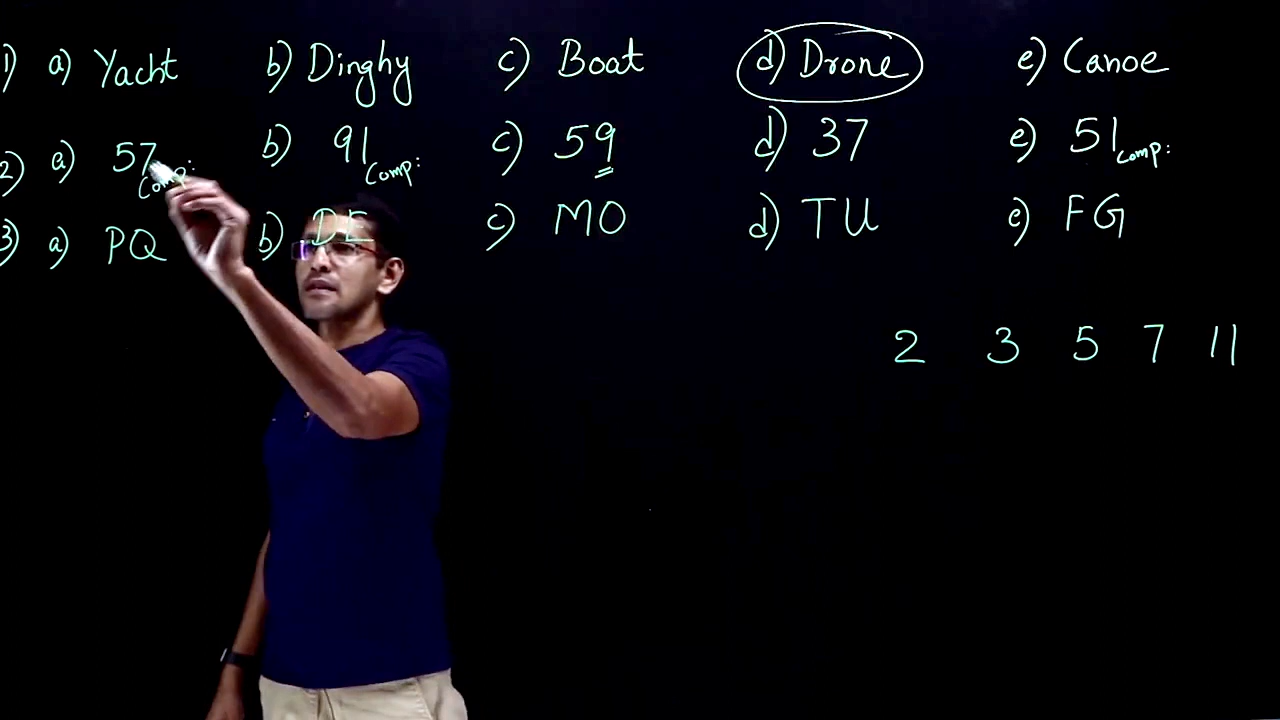 1) a) Yacht b) Dinghy c) Boat d) Drone e) Canoe
2) a) 57 Comp: b) 91 Comp: c) 59 d) 37 e) 51 Comp:
3) a) PQ b) DE c) MO d) TU e) FG
2 3 5 7 11